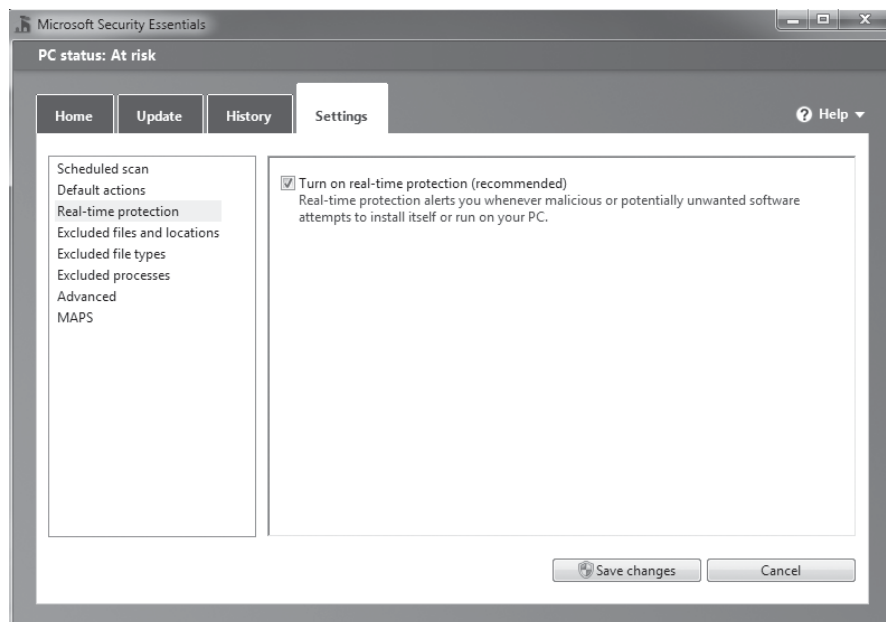 Microsoft Security Essentials
PC status: At risk
Home
Update
History
Settings
Help
Scheduled scan
Default actions
Real-time protection
Excluded files and locations
Excluded file types
Excluded processes
Advanced
MAPS
Turn on real-time protection (recommended)
Real-time protection alerts you whenever malicious or potentially unwanted software
attempts to install itself or run on your PC.
Save changes
Cancel